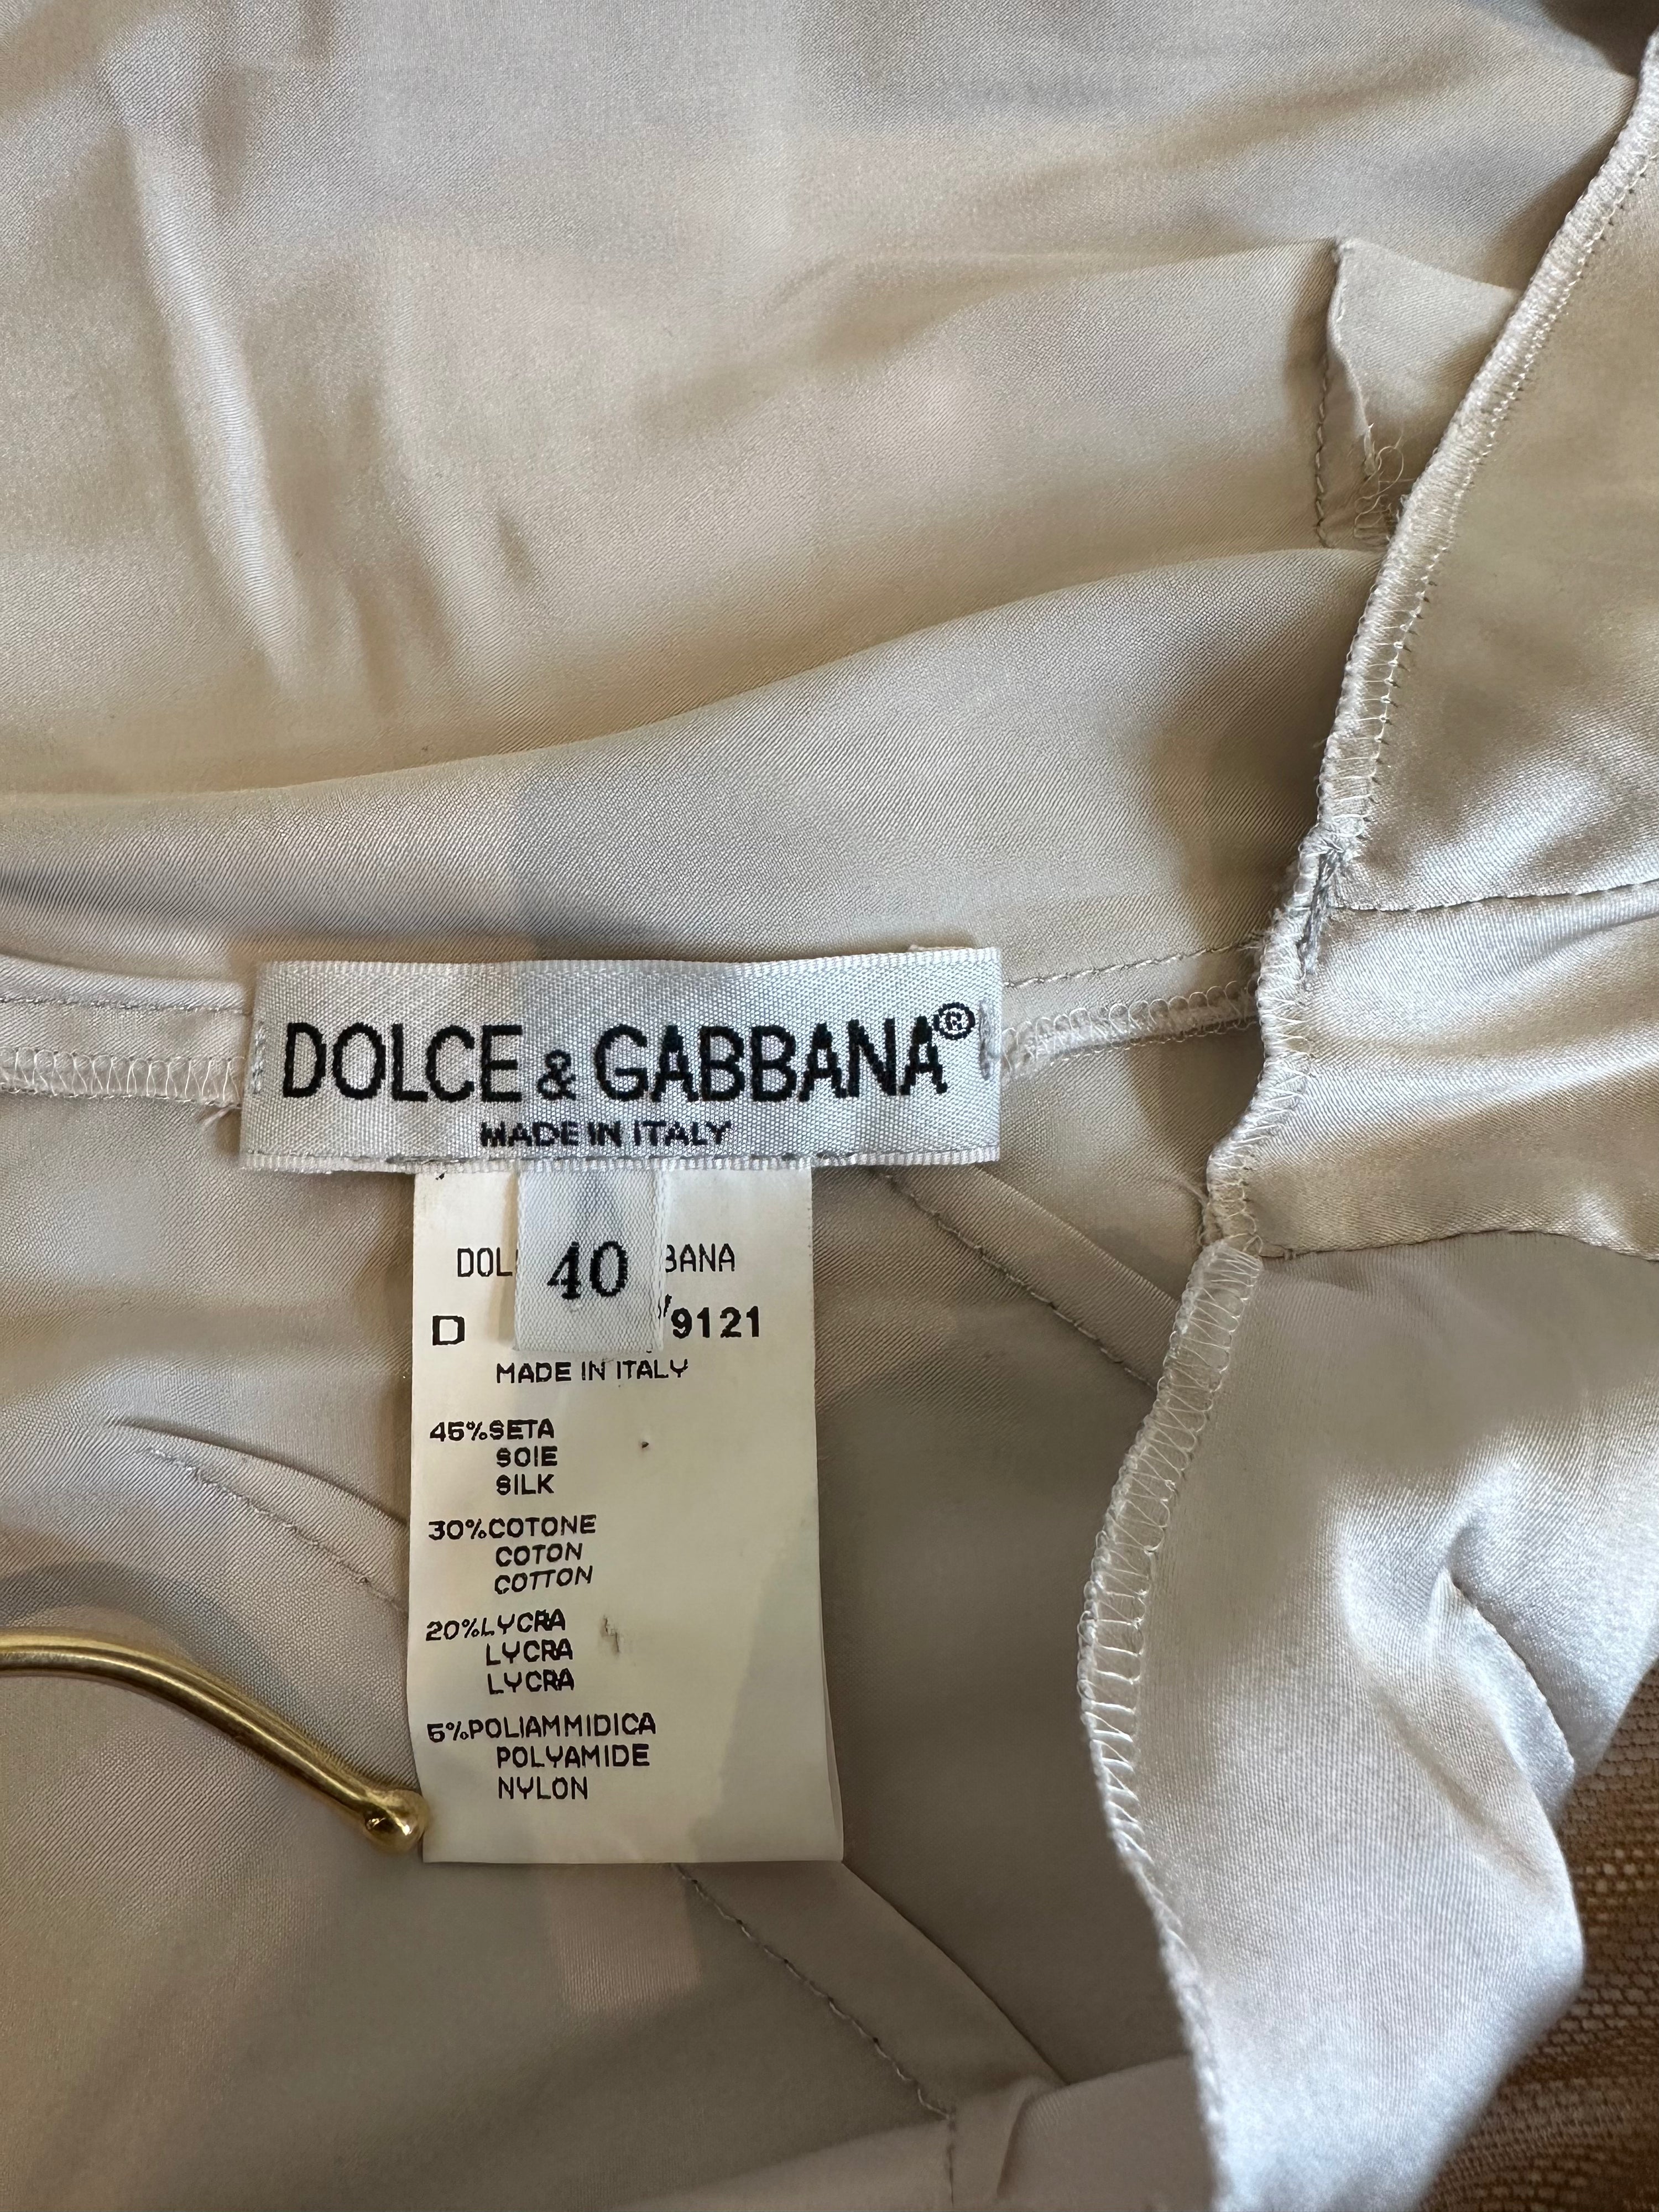 DOLCE & GABBANA®
MADE IN ITALY
40
DOL BANA
D /9121
MADE IN ITALY
45%SETA
SOIE
SILK
30%COTONE
COTON
COTTON
20%LYCRA
LYCRA
LYCRA
5%POLIAMMIDICA
POLYAMIDE
NYLON